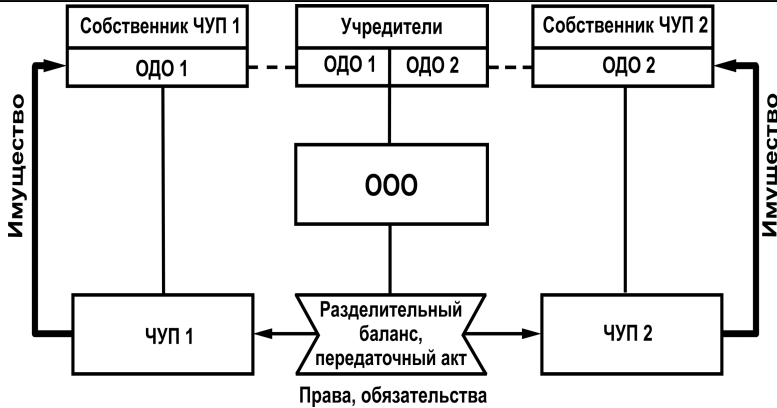 Собственник ЧУП 1
ОДО 1
Учредители
ОДО 1
ОДО 2
Собственник ЧУП 2
ОДО 2
Имущество
Имущество
ООО
ЧУП 1
Разделительный
баланс,
передаточный акт
ЧУП 2
Права, обязательства